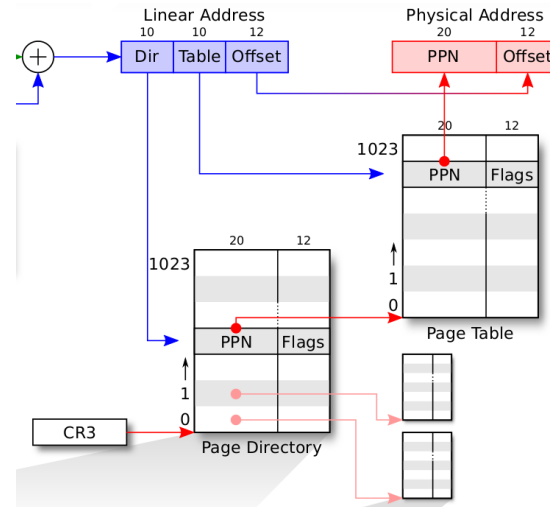 Linear Address
Physical Address
10 10 12
20 12
+
Dir Table Offset
PPN Offset
20 12
1023
PPN Flags
1
0
Page Table
20 12
1023
PPN Flags
1
0
CR3
Page Directory